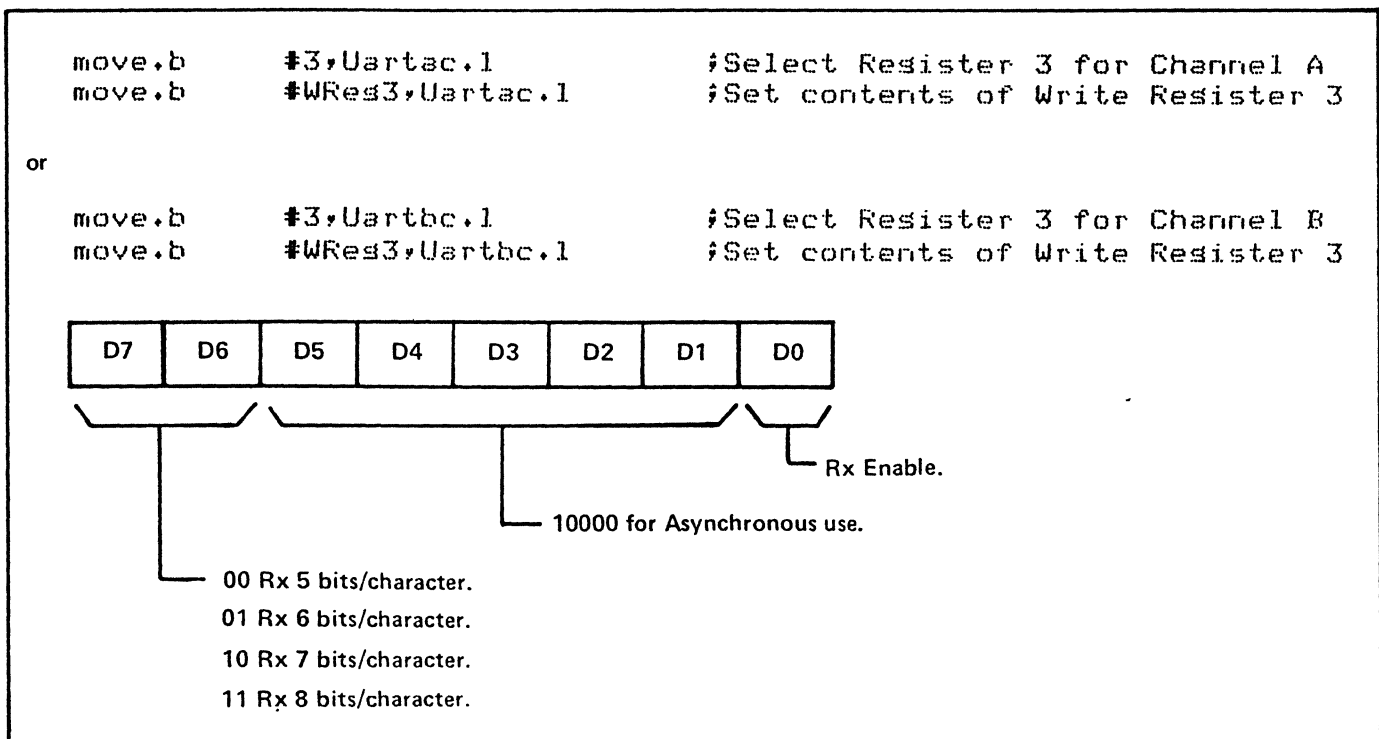 move.b #3,Uartac.l ;Select Register 3 for Channel A
move.b #WReg3,Uartac.l ;Set contents of Write Register 3
or
move.b #3,Uartbc.l ;Select Register 3 for Channel B
move.b #WReg3,Uartbc.l ;Set contents of Write Register 3
D7 D6 D5 D4 D3 D2 D1 D0
Rx Enable.
10000 for Asynchronous use.
00 Rx 5 bits/character.
01 Rx 6 bits/character.
10 Rx 7 bits/character.
11 Rx 8 bits/character.